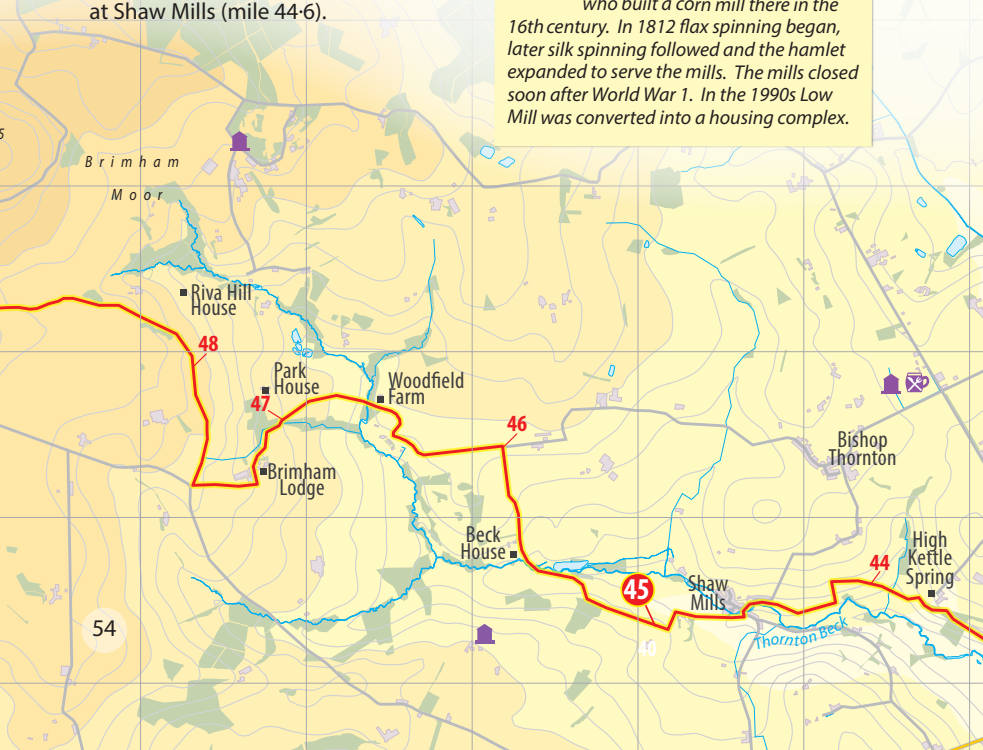 at Shaw Mills (mile 44·6).
who built a corn mill there in the
16th century. In 1812 flax spinning began,
later silk spinning followed and the hamlet
expanded to serve the mills. The mills closed
soon after World War 1. In the 1990s Low
Mill was converted into a housing complex.
5
Brimham
Moor
Riva Hill
House
48
Park
House
47
Woodfield
Farm
46
Brimham
Lodge
Bishop
Thornton
Beck
House
High
Kettle
Spring
44
45
Shaw
Mills
54
40
Thornton Beck